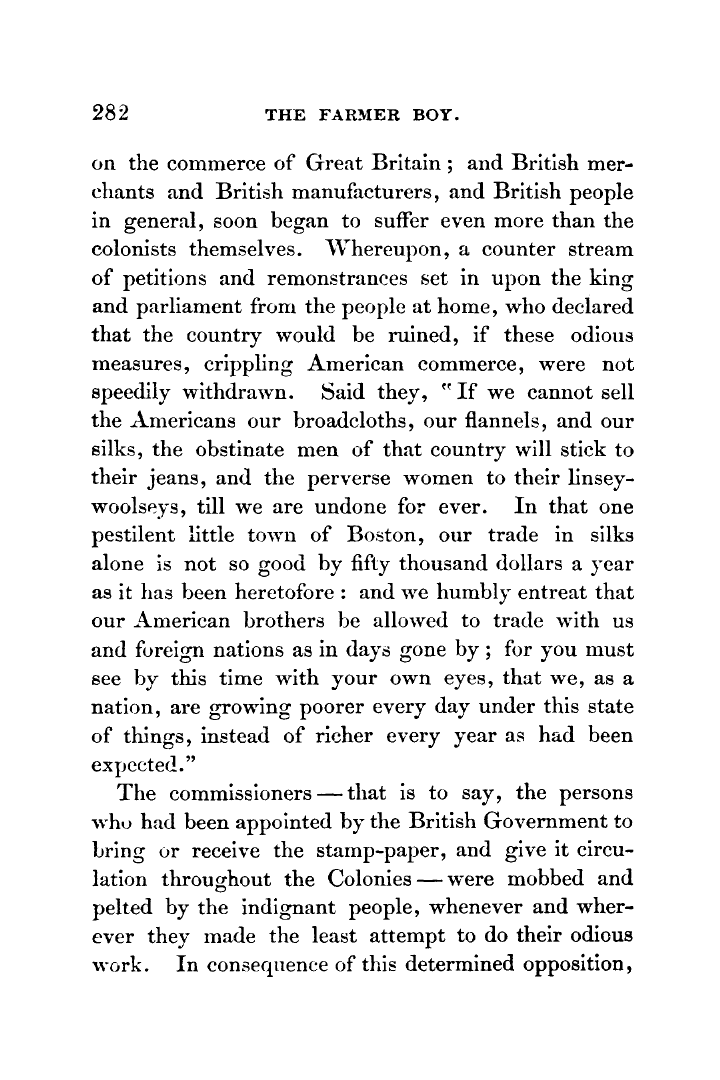 282 THE FARMER BOY.
on the commerce of Great Britain ; and British mer-
chants and British manufacturers, and British people
in general, soon began to suffer even more than the
colonists themselves. Whereupon, a counter stream
of petitions and remonstrances set in upon the king
and parliament from the people at home, who declared
that the country would be ruined, if these odious
measures, crippling American commerce, were not
speedily withdrawn. Said they, "If we cannot sell
the Americans our broadcloths, our flannels, and our
silks, the obstinate men of that country will stick to
their jeans, and the perverse women to their linsey-
woolseys, till we are undone for ever. In that one
pestilent little town of Boston, our trade in silks
alone is not so good by fifty thousand dollars a year
as it has been heretofore : and we humbly entreat that
our American brothers be allowed to trade with us
and foreign nations as in days gone by ; for you must
see by this time with your own eyes, that we, as a
nation, are growing poorer every day under this state
of things, instead of richer every year as had been
expected."
The commissioners — that is to say, the persons
who had been appointed by the British Government to
bring or receive the stamp-paper, and give it circu-
lation throughout the Colonies — were mobbed and
pelted by the indignant people, whenever and wher-
ever they made the least attempt to do their odious
work. In consequence of this determined opposition,